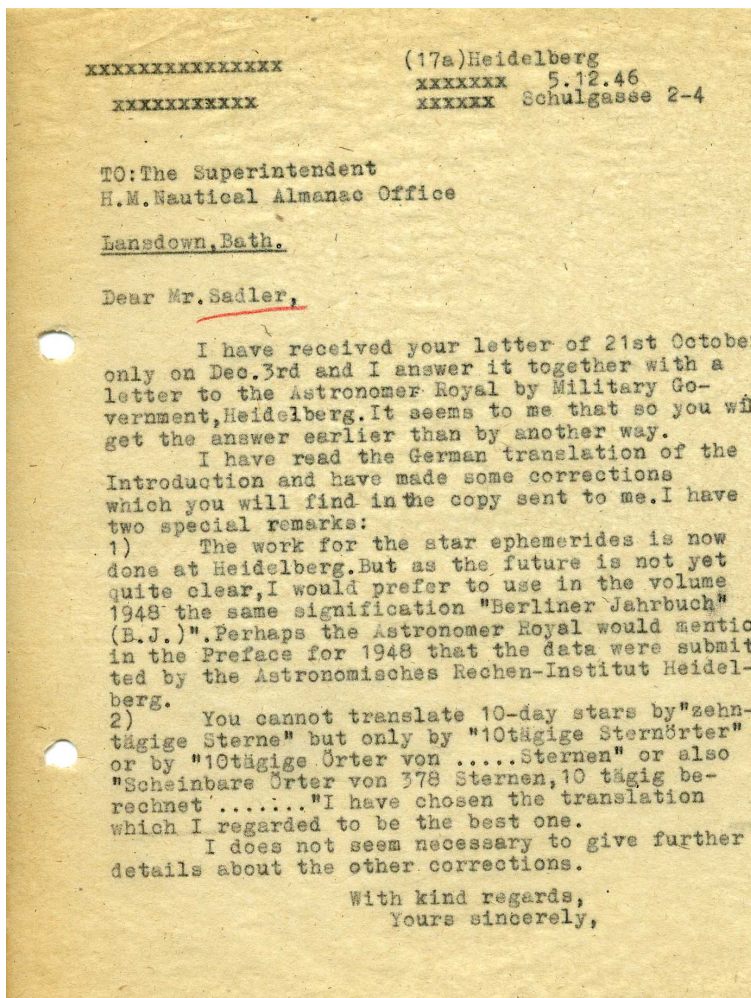 xxxxxxxxxxxxxxx (17a)Heidelberg
xxxxxxx 5.12.46
xxxxxxxxxxx xxxxxx Schulgasse 2-4
TO:The Superintendent
H.M.Nautical Almanac Office
Lansdown,Bath.
Dear Mr.Sadler,
I have received your letter of 21st Octobe
only on Dec.3rd and I answer it together with a
letter to the Astronomer Royal by Military Go-
vernment,Heidelberg.It seems to me that so you wil
get the answer earlier than by another way.
I have read the German translation of the
Introduction and have made some corrections
which you will find in the copy sent to me.I have
two special remarks:
1) The work for the star ephemerides is now
done at Heidelberg.But as the future is not yet
quite clear,I would prefer to use in the volume
1948 the same signification "Berliner Jahrbuch"
(B.J.)".Perhaps the Astronomer Royal would mentio
in the Preface for 1948 that the data were submit
ted by the Astronomisches Rechen-Institut Heidel-
berg.
2) You cannot translate 10-day stars by"zehn-
tägige Sterne" but only by "10tägige Sternörter"
or by "10tägige Örter von .....Sternen" or also
"Scheinbare Örter von 378 Sternen,10 tägig be-
rechnet ........"I have chosen the translation
which I regarded to be the best one.
I does not seem necessary to give further
details about the other corrections.
With kind regards,
Yours sincerely,